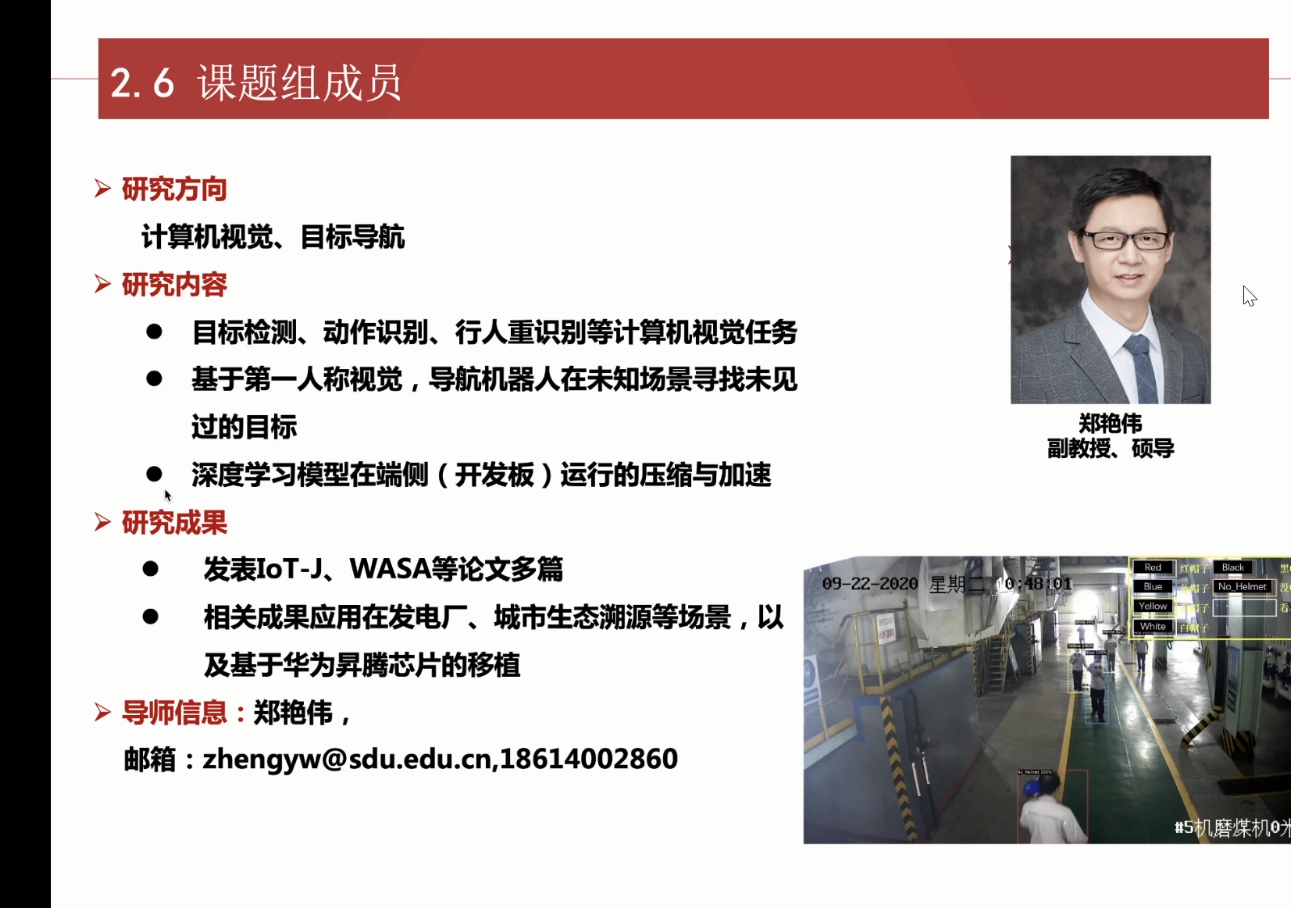 2.6 课题组成员
➢ 研究方向
计算机视觉、目标导航
➢ 研究内容
● 目标检测、动作识别、行人重识别等计算机视觉任务
● 基于第一人称视觉，导航机器人在未知场景寻找未见
过的目标
● 深度学习模型在端侧（开发板）运行的压缩与加速
➢ 研究成果
● 发表IoT-J、WASA等论文多篇
● 相关成果应用在发电厂、城市生态溯源等场景，以
及基于华为昇腾芯片的移植
➢ 导师信息：郑艳伟，
邮箱：zhengyw@sdu.edu.cn,18614002860
郑艳伟
副教授、硕导
09-22-2020 星期二 0:48:01
Red 红帽子 Black
Blue 帽子 No_Helmet
Yellow 帽子
White 白帽子
No_Helmet 100%
#5机磨煤机0米